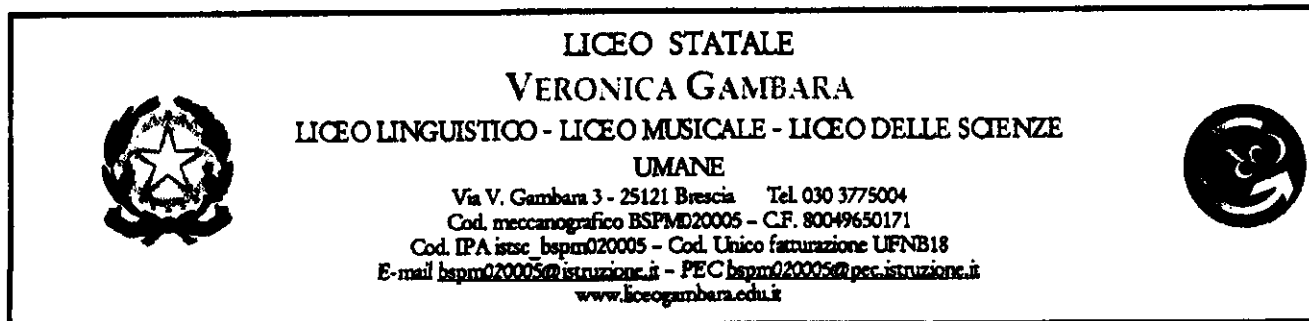 LICEO STATALE
VERONICA GAMBARA
LICEO LINGUISTICO - LICEO MUSICALE - LICEO DELLE SCIENZE
UMANE
Via V. Gambara 3 - 25121 Brescia Tel. 030 3775004
Cod. meccanografico BSPM020005 – C.F. 80049650171
Cod. IPA istsc_bspm020005 – Cod. Unico fatturazione UFNB18
E-mail bspm020005@istruzione.it – PEC bspm020005@pec.istruzione.it
www.liceogambara.edu.it